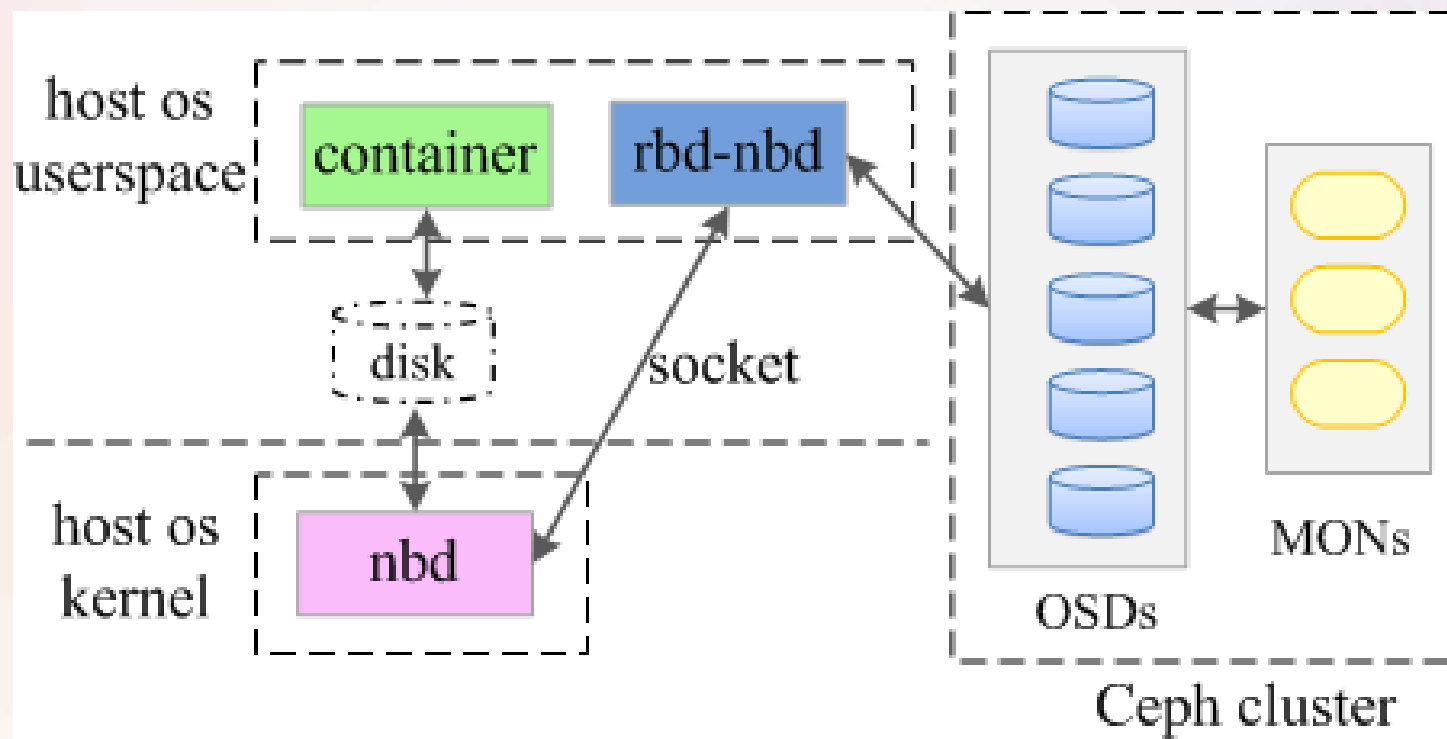 host os
userspace
container
rbd-nbd
disk
socket
host os
kernel
nbd
OSDs
MONs
Ceph cluster